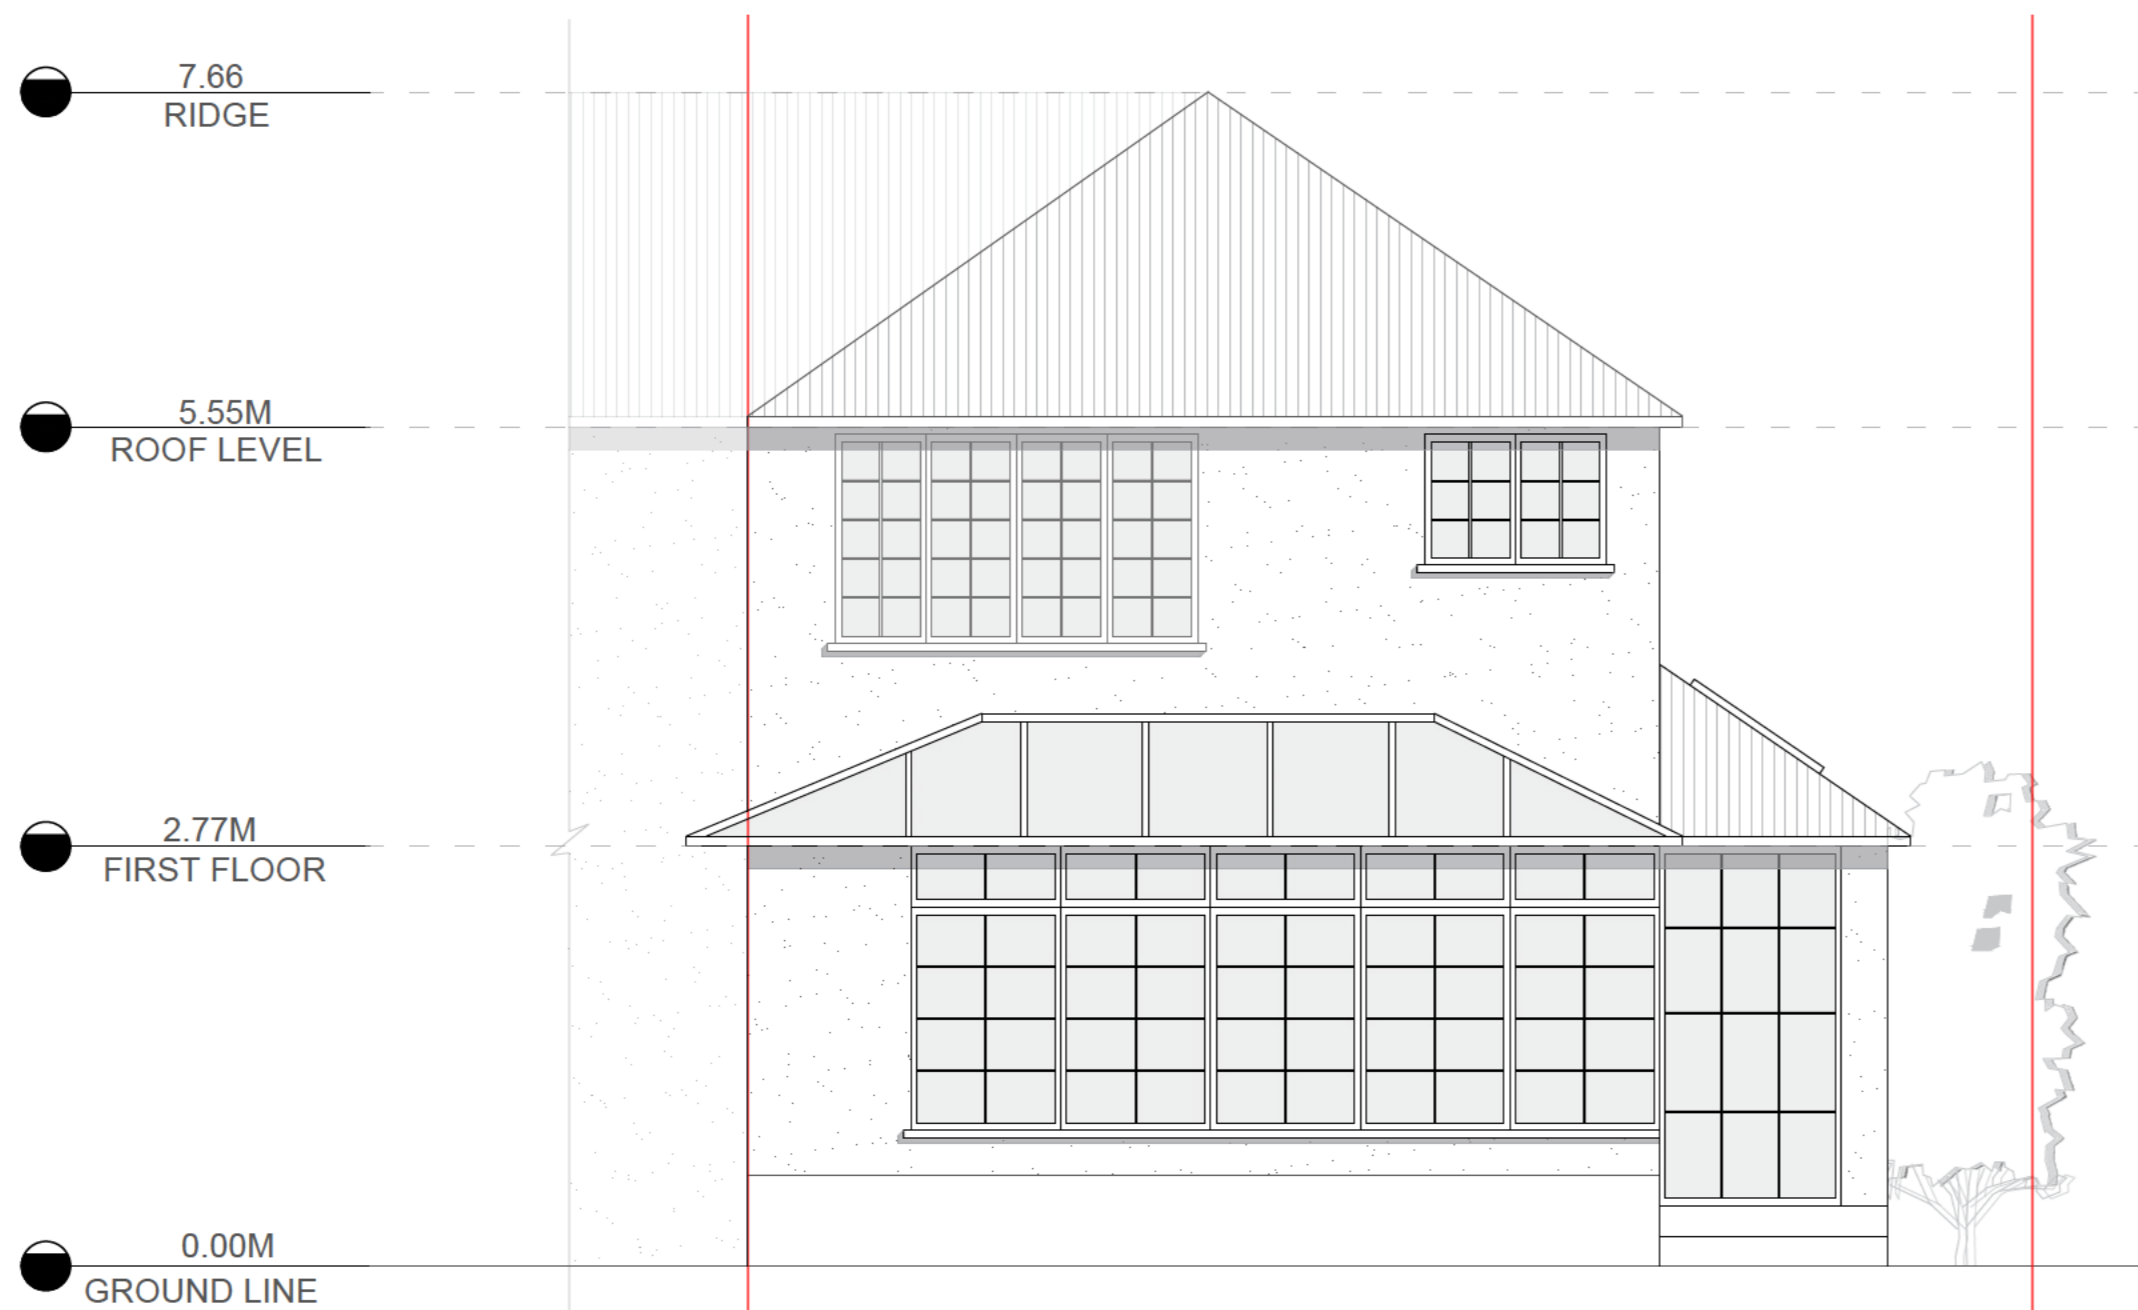 7.66
RIDGE
5.55M
ROOF LEVEL
2.77M
FIRST FLOOR
0.00M
GROUND LINE